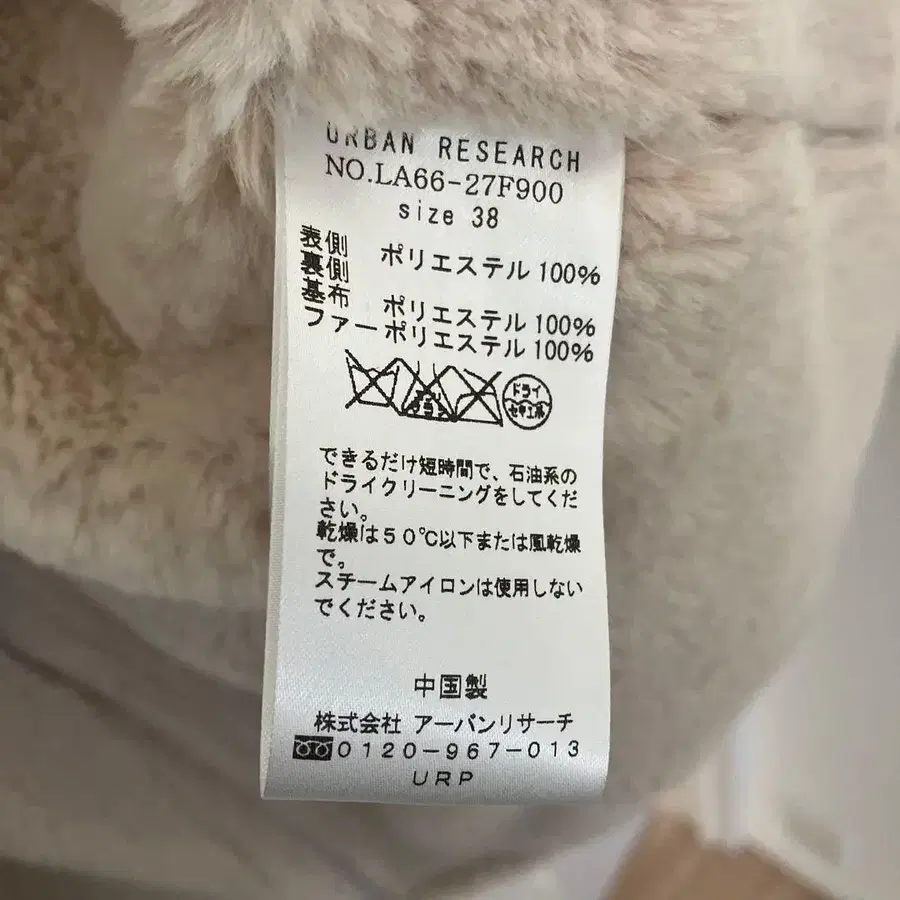 URBAN RESEARCH
NO.LA66-27F900
size 38
表側 ポリエステル 100%
裏側
基布 ポリエステル 100%
ファー ポリエステル 100%
ドライ
セキユ系
できるだけ短時間で、石油系の
ドライクリーニングをしてくだ
さい。
乾燥は50℃以下または風乾燥
で。
スチームアイロンは使用しない
でください。
中国製
株式会社 アーバンリサーチ
0120-967-013
URP